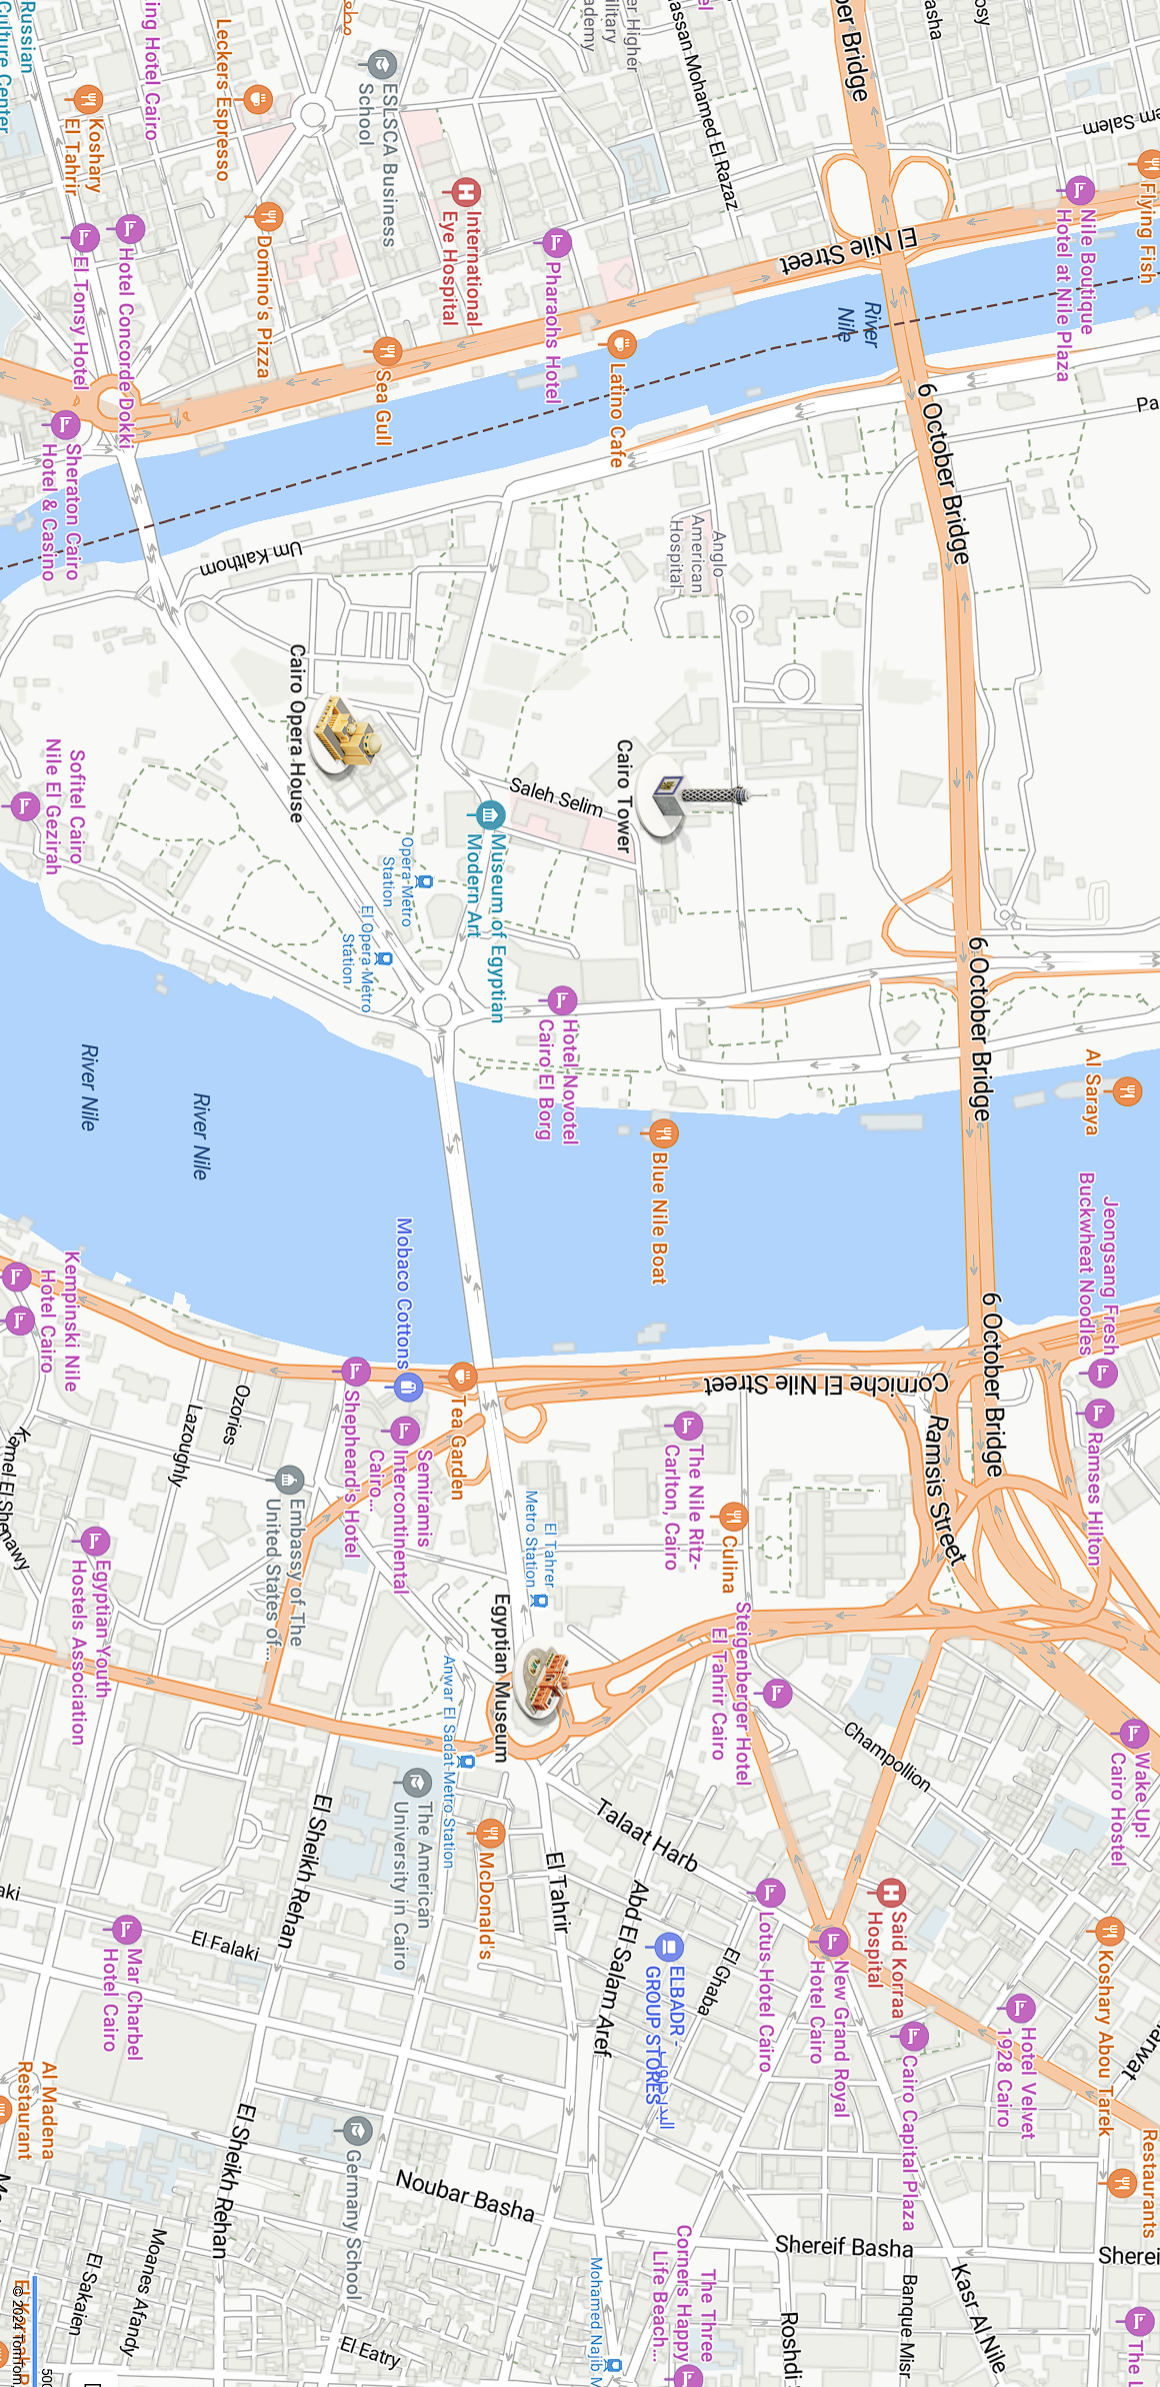 Russian
Culture Center
Koshary
El Tahrir
Leckers Espresso
ESLSCA Business
School
International
Eye Hospital
Hassan Mohamed El Razaz
El Nile Street
Nile Boutique
Hotel at Nile Plaza
Flying Fish
El Tonsy Hotel
Hotel Concorde Dokki
Domino's Pizza
Sea Gull
Pharaohs Hotel
Latino Cafe
River
Nile
6 October Bridge
Sheraton Cairo
Hotel & Casino
Um Kalthom
Anglo
American
Hospital
Cairo Opera House
Cairo Tower
Saleh Selim
Sofitel Cairo
Nile El Gezirah
Museum of Egyptian
Modern Art
Opera Metro
Station
El Opera Metro
Station
6 October Bridge
Hotel Novotel
Cairo El Borg
Al Saraya
River Nile
River Nile
Blue Nile Boat
Jeongsang Fresh
Buckwheat Noodles
Kempinski Nile
Hotel Cairo
Mobaco Cottons
6 October Bridge
Corniche El Nile Street
Tea Garden
Shepheard's Hotel
Cairo...
Semiramis
Intercontinental
Ozories
Lazoughly
Kamel El Shenawy
Embassy of The
United States of...
The Nile Ritz-
Carlton, Cairo
Culina
Ramsis Street
Ramses Hilton
El Tahrer
Metro Station
Egyptian Museum
Egyptian Youth
Hostels Association
Steigenberger Hotel
El Tahrir Cairo
Anwar El Sadat Metro Station
Champollion
Wake Up!
Cairo Hostel
The American
University in Cairo
McDonald's
Talaat Harb
El Tahrir
El Sheikh Rehan
Abd El Salam Aref
El Falaki
Mar Charbel
Hotel Cairo
Lotus Hotel Cairo
Said Korraa
Hospital
New Grand Royal
Hotel Cairo
ELBADR -
GROUP STORES
El Ghaba
Koshary Abou Tarek
Hotel Velvet
1928 Cairo
Cairo Capital Plaza
Al Madena
Restaurant
El Sheikh Rehan
Germany School
Noubar Basha
Restaurants
Shereif Basha
Moanes Afandy
El Sakaien
El Eatry
The Three
Corners Happy
Life Beach...
Banque Misr
Kasr Al Nile
Roshdi
© 2024 TomTom